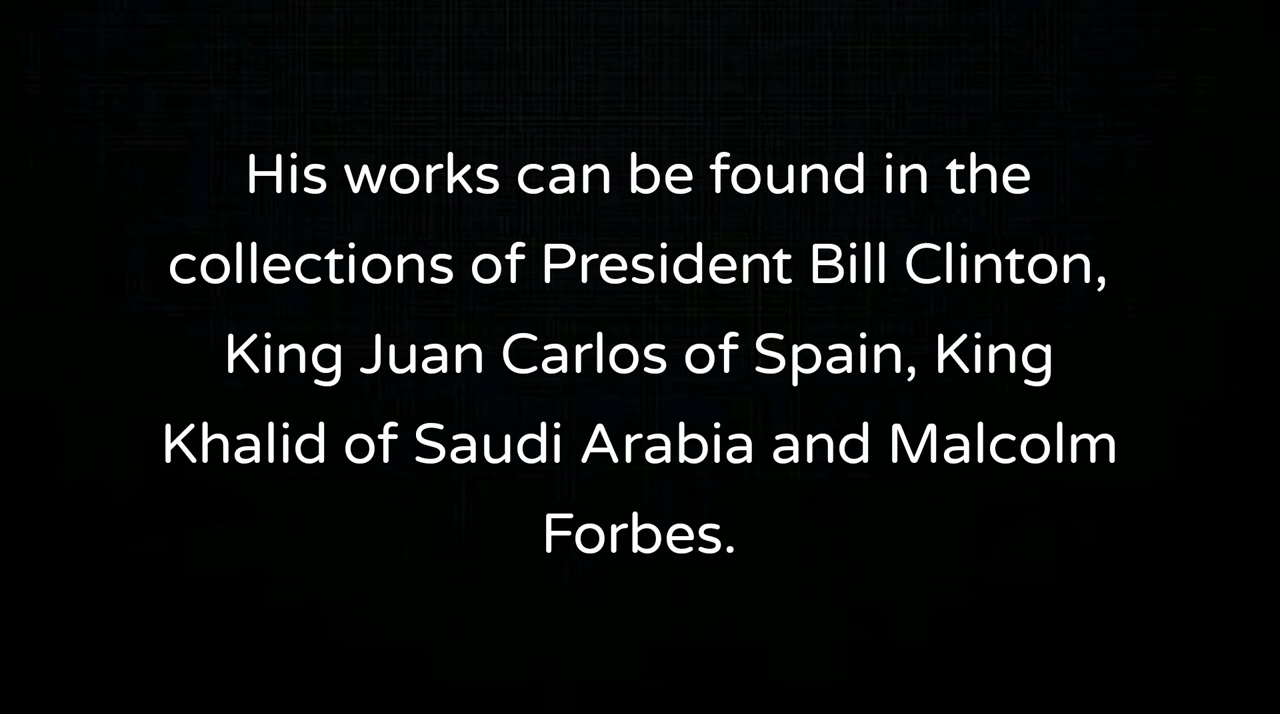 His works can be found in the
collections of President Bill Clinton,
King Juan Carlos of Spain, King
Khalid of Saudi Arabia and Malcolm
Forbes.